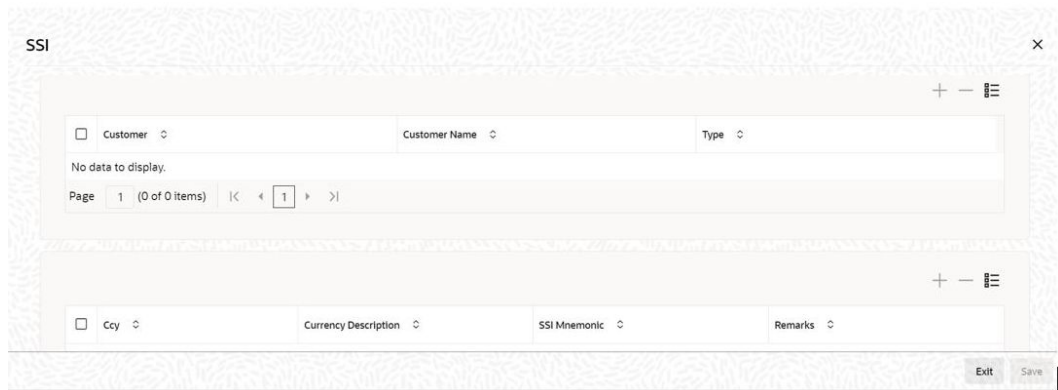 SSI
Customer Customer Name Type
No data to display.
Page 1 (0 of 0 items) 1
Ccy Currency Description SSI Mnemonic Remarks
Exit Save